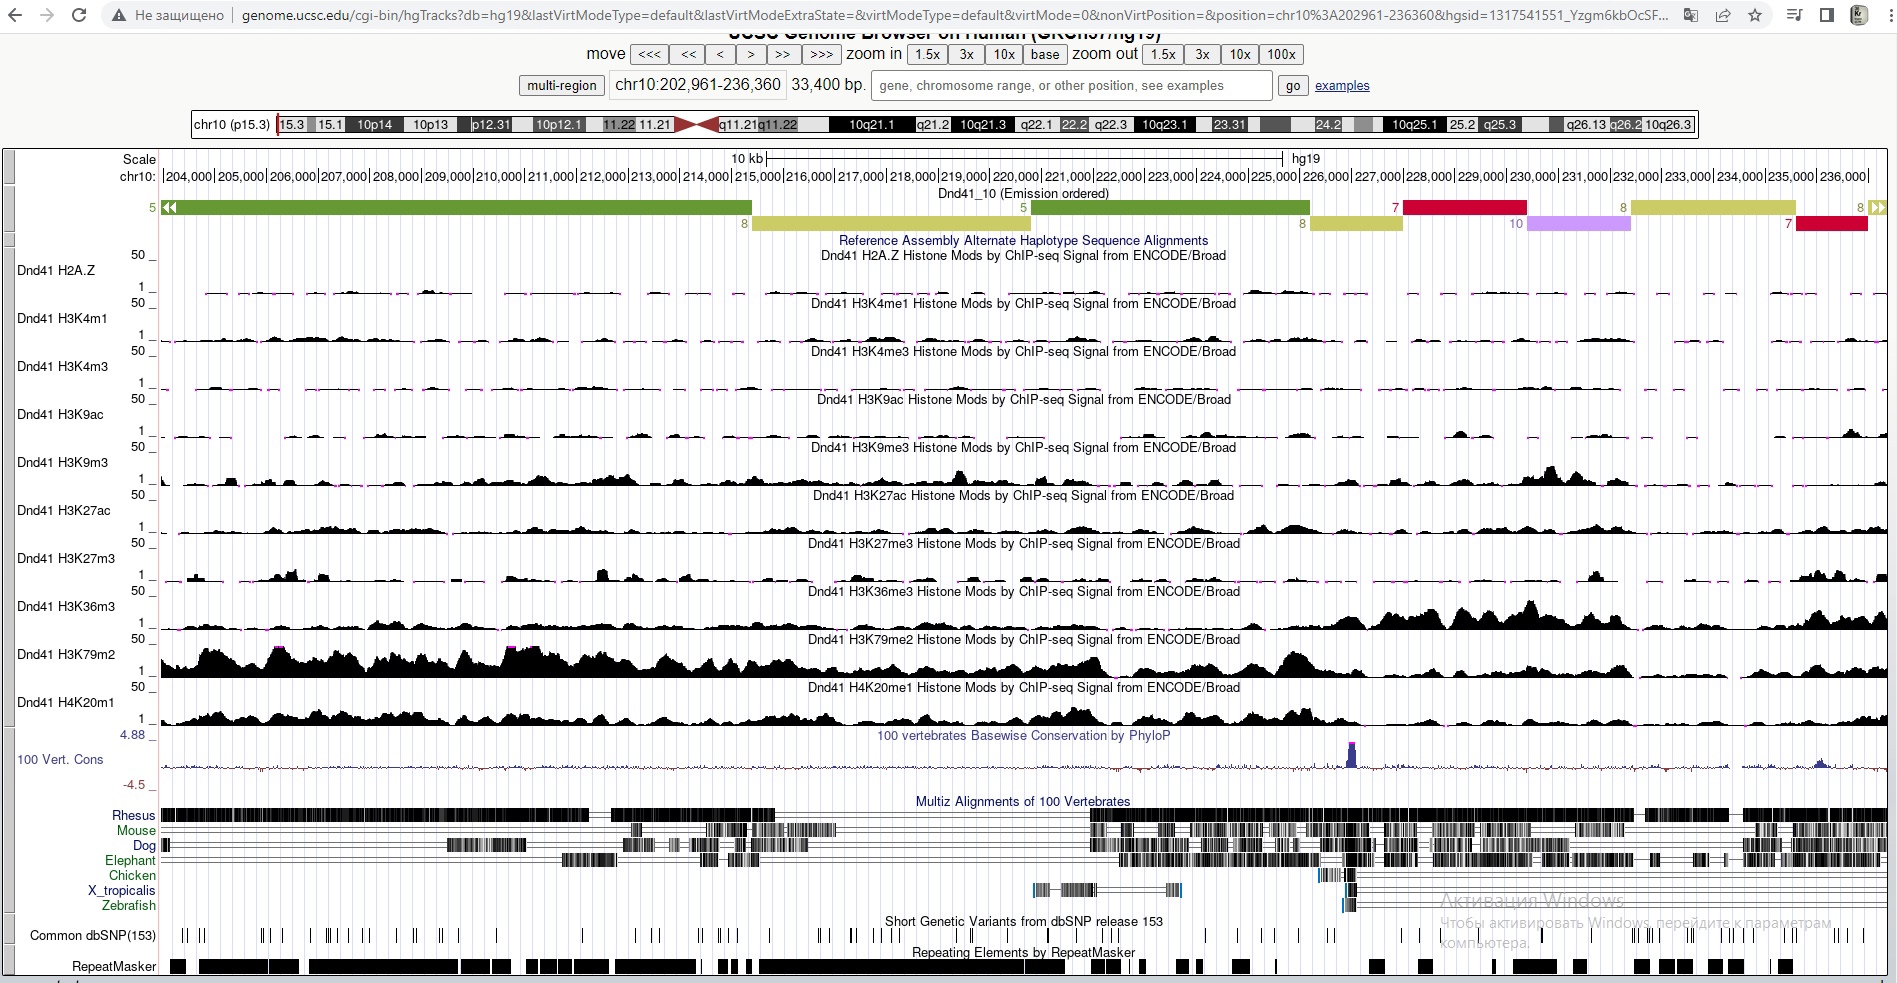 Не защищено genome.ucsc.edu/cgi-bin/hgTracks?db=hg19&lastVirtModeType=default&lastVirtModeExtraState=&virtModeType=default&virtMode=0&nonVirtPosition=&position=chr10%3A202961-236360&hgsid=1317541551_Yzgm6kbOcSF...
UCSC Genome Browser on Human (GRCh37/hg19)
move <<< << < > >> >>> zoom in 1.5x 3x 10x base zoom out 1.5x 3x 10x 100x
multi-region chr10:202,961-236,360 33,400 bp. gene, chromosome range, or other position, see examples go examples
chr10 (p15.3) 15.3 15.1 10p14 10p13 p12.31 10p12.1 11.22 11.21 q11.21 q11.22 10q21.1 q21.2 10q21.3 q22.1 22.2 q22.3 10q23.1 23.31 24.2 10q25.1 25.2 q25.3 q26.13 q26.2 10q26.3
Scale 10 kb hg19
chr10: 204,000 205,000 206,000 207,000 208,000 209,000 210,000 211,000 212,000 213,000 214,000 215,000 216,000 217,000 218,000 219,000 220,000 221,000 222,000 223,000 224,000 225,000 226,000 227,000 228,000 229,000 230,000 231,000 232,000 233,000 234,000 235,000 236,000
Dnd41_10 (Emission ordered)
5 5 7 8 8
8 8 10 7
Reference Assembly Alternate Haplotype Sequence Alignments
50 Dnd41 H2A.Z Histone Mods by ChIP-seq Signal from ENCODE/Broad
Dnd41 H2A.Z
1
50 Dnd41 H3K4me1 Histone Mods by ChIP-seq Signal from ENCODE/Broad
Dnd41 H3K4m1
1
50 Dnd41 H3K4me3 Histone Mods by ChIP-seq Signal from ENCODE/Broad
Dnd41 H3K4m3
1
50 Dnd41 H3K9ac Histone Mods by ChIP-seq Signal from ENCODE/Broad
Dnd41 H3K9ac
1
50 Dnd41 H3K9me3 Histone Mods by ChIP-seq Signal from ENCODE/Broad
Dnd41 H3K9m3
1
50 Dnd41 H3K27ac Histone Mods by ChIP-seq Signal from ENCODE/Broad
Dnd41 H3K27ac
1
50 Dnd41 H3K27me3 Histone Mods by ChIP-seq Signal from ENCODE/Broad
Dnd41 H3K27m3
1
50 Dnd41 H3K36me3 Histone Mods by ChIP-seq Signal from ENCODE/Broad
Dnd41 H3K36m3
1
50 Dnd41 H3K79me2 Histone Mods by ChIP-seq Signal from ENCODE/Broad
Dnd41 H3K79m2
1
50 Dnd41 H4K20me1 Histone Mods by ChIP-seq Signal from ENCODE/Broad
Dnd41 H4K20m1
1
4.88 100 vertebrates Basewise Conservation by PhyloP
100 Vert. Cons
-4.5
Multiz Alignments of 100 Vertebrates
Rhesus
Mouse
Dog
Elephant
Chicken
X_tropicalis
Zebrafish
Активация Windows
Чтобы активировать Windows, перейдите к параметрам
компьютера.
Short Genetic Variants from dbSNP release 153
Common dbSNP(153)
Repeating Elements by RepeatMasker
RepeatMasker